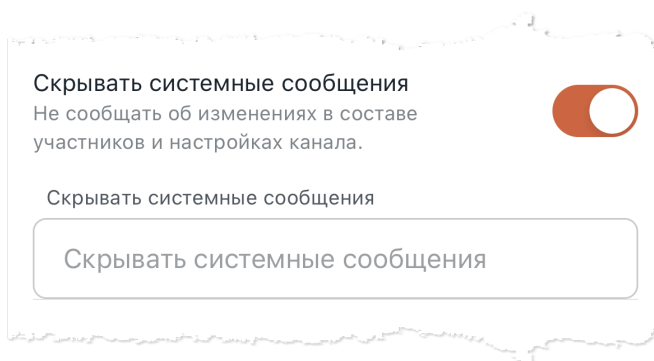 Скрывать системные сообщения
Не сообщать об изменениях в составе
участников и настройках канала.
Скрывать системные сообщения
Скрывать системные сообщения